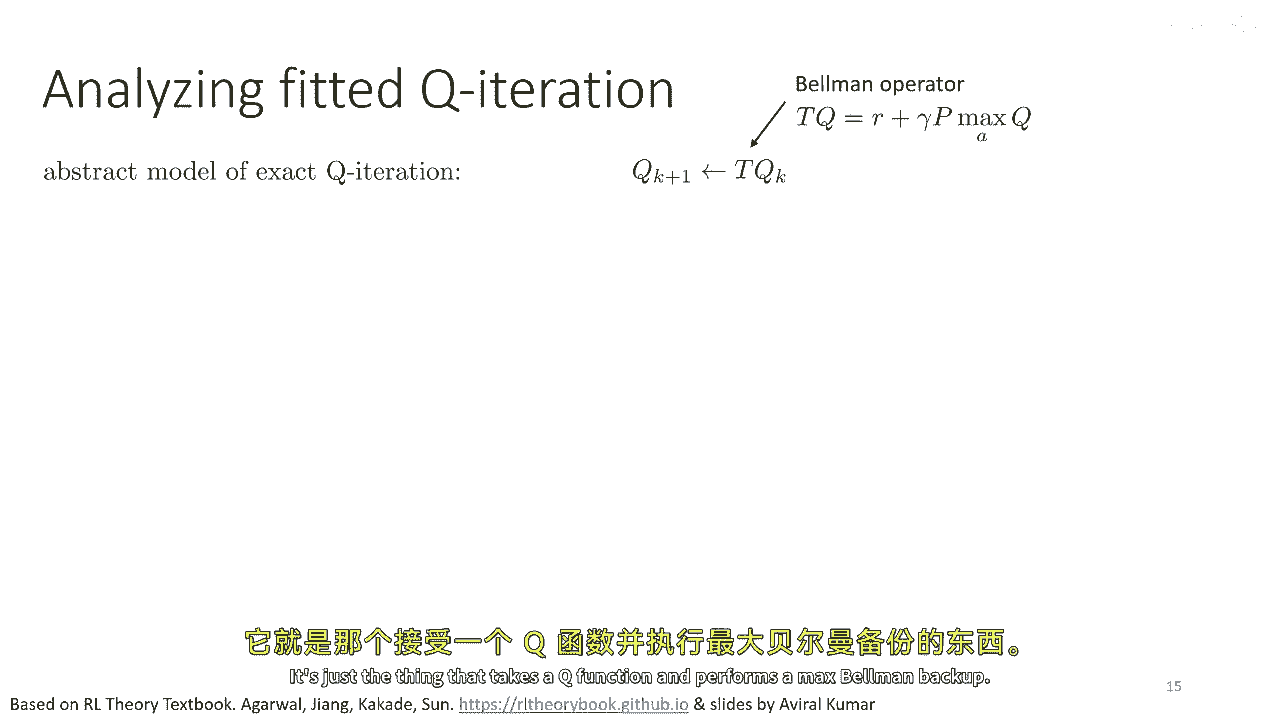 Analyzing fitted Q-iteration
Bellman operator
TQ = r + γP max_a Q
abstract model of exact Q-iteration:
Q_{k+1} ← TQ_k
它就是那个接受一个 Q 函数并执行最大贝尔曼备份的东西。
It's just the thing that takes a Q function and performs a max Bellman backup.
15
Based on RL Theory Textbook. Agarwal, Jiang, Kakade, Sun. https://rltheorybook.github.io & slides by Aviral Kumar